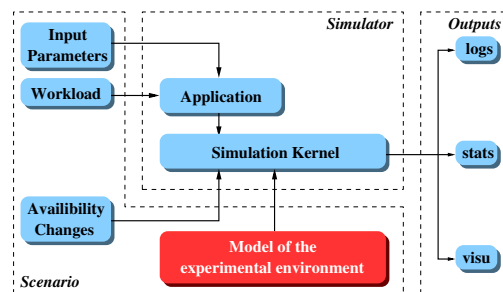 Input
Parameters
Simulator
Outputs
logs
Workload
Application
Simulation Kernel
stats
Availibility
Changes
Model of the
experimental environment
visu
Scenario